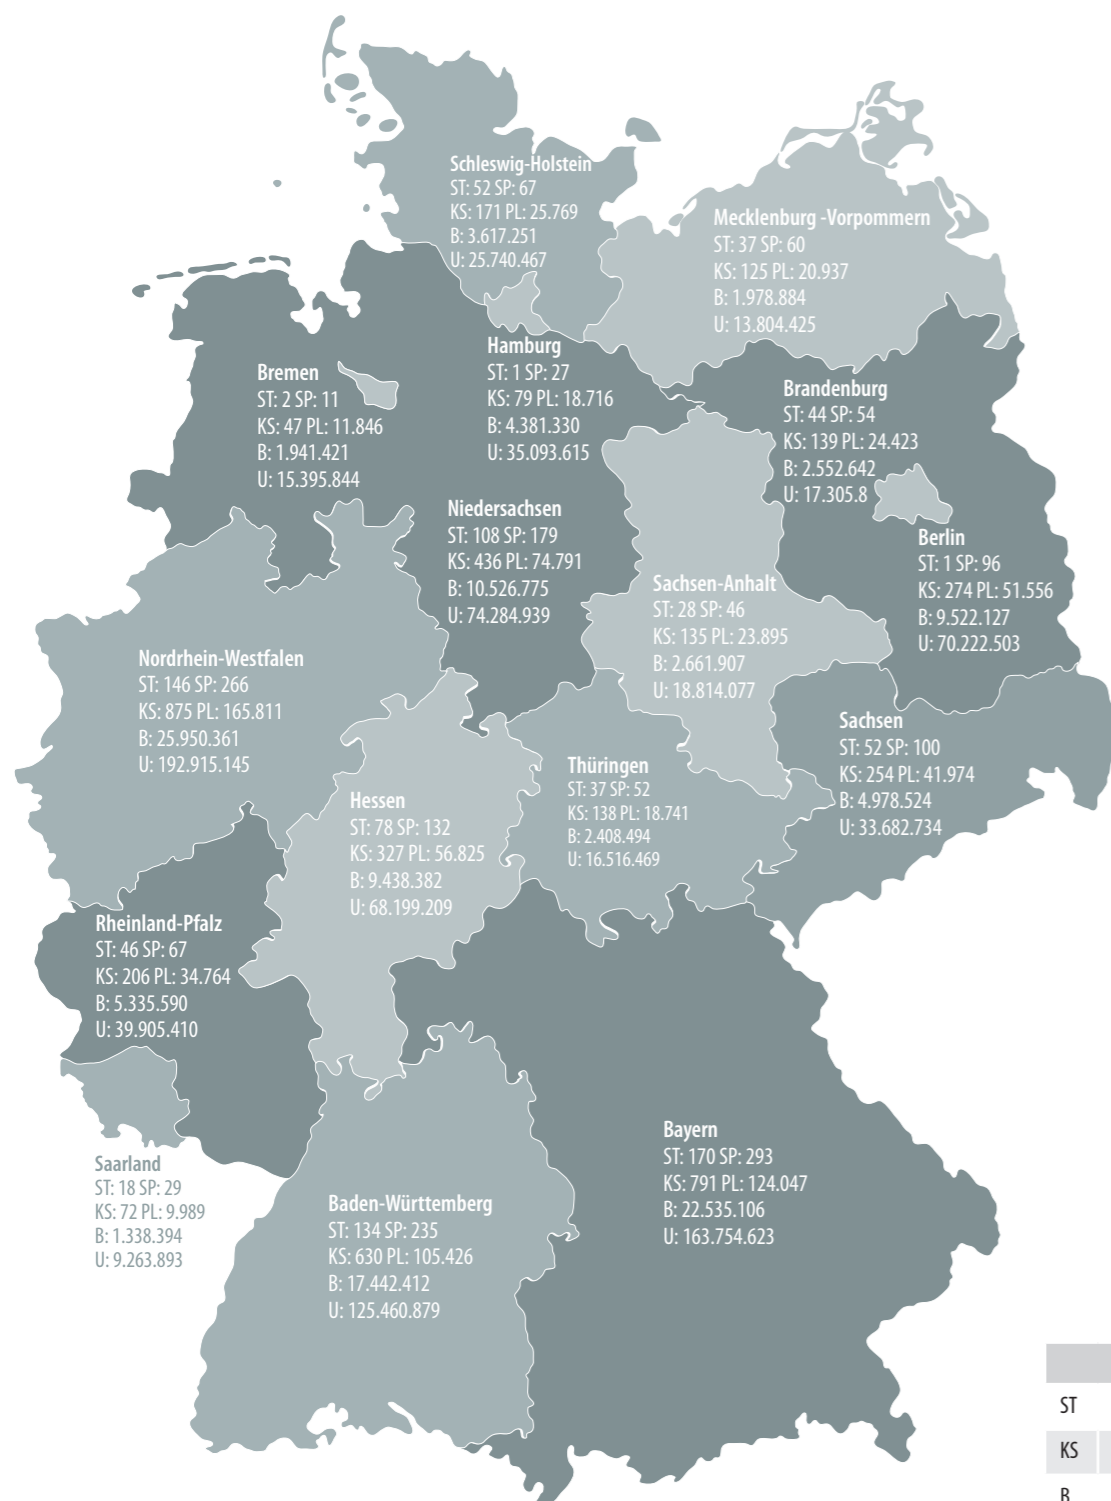 Schleswig-Holstein
ST: 52 SP: 67
KS: 171 PL: 25.769
B: 3.617.251
U: 25.740.467
Mecklenburg -Vorpommern
ST: 37 SP: 60
KS: 125 PL: 20.937
B: 1.978.884
U: 13.804.425
Hamburg
ST: 1 SP: 27
KS: 79 PL: 18.716
B: 4.381.330
U: 35.093.615
Bremen
ST: 2 SP: 11
KS: 47 PL: 11.846
B: 1.941.421
U: 15.395.844
Brandenburg
ST: 44 SP: 54
KS: 139 PL: 24.423
B: 2.552.642
U: 17.305.8
Niedersachsen
ST: 108 SP: 179
KS: 436 PL: 74.791
B: 10.526.775
U: 74.284.939
Berlin
ST: 1 SP: 96
KS: 274 PL: 51.556
B: 9.522.127
U: 70.222.503
Sachsen-Anhalt
ST: 28 SP: 46
KS: 135 PL: 23.895
B: 2.661.907
U: 18.814.077
Nordrhein-Westfalen
ST: 146 SP: 266
KS: 875 PL: 165.811
B: 25.950.361
U: 192.915.145
Sachsen
ST: 52 SP: 100
KS: 254 PL: 41.974
B: 4.978.524
U: 33.682.734
Thüringen
ST: 37 SP: 52
KS: 138 PL: 18.741
B: 2.408.494
U: 16.516.469
Hessen
ST: 78 SP: 132
KS: 327 PL: 56.825
B: 9.438.382
U: 68.199.209
Rheinland-Pfalz
ST: 46 SP: 67
KS: 206 PL: 34.764
B: 5.335.590
U: 39.905.410
Saarland
ST: 18 SP: 29
KS: 72 PL: 9.989
B: 1.338.394
U: 9.263.893
Baden-Württemberg
ST: 134 SP: 235
KS: 630 PL: 105.426
B: 17.442.412
U: 125.460.879
Bayern
ST: 170 SP: 293
KS: 791 PL: 124.047
B: 22.535.106
U: 163.754.623
ST
KS
B